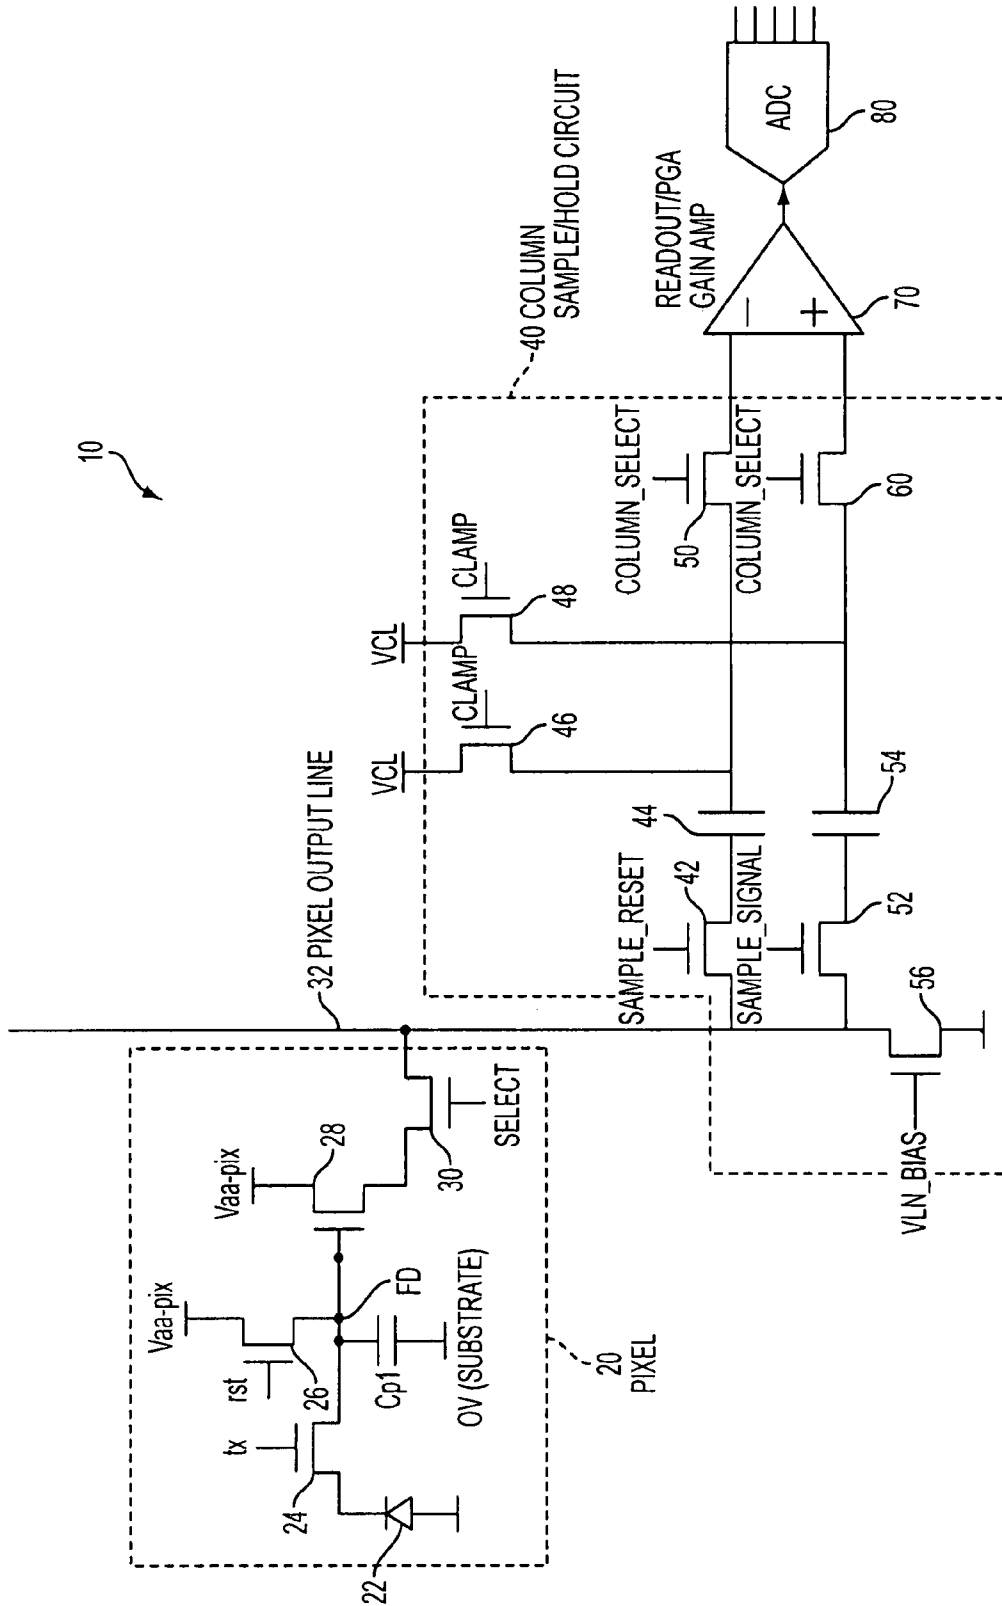 10
32 PIXEL OUTPUT LINE
Vaa-pix
Vaa-pix
rst
tx
24
26
28
22
Cp1
FD
0V (SUBSTRATE)
30
SELECT
20
PIXEL
40 COLUMN
SAMPLE/HOLD CIRCUIT
VCL
VCL
CLAMP
CLAMP
46
48
SAMPLE_RESET
42
44
SAMPLE_SIGNAL
52
54
COLUMN_SELECT
50
COLUMN_SELECT
60
VLN_BIAS
56
READOUT/PGA
GAIN AMP
−
+
70
ADC
80